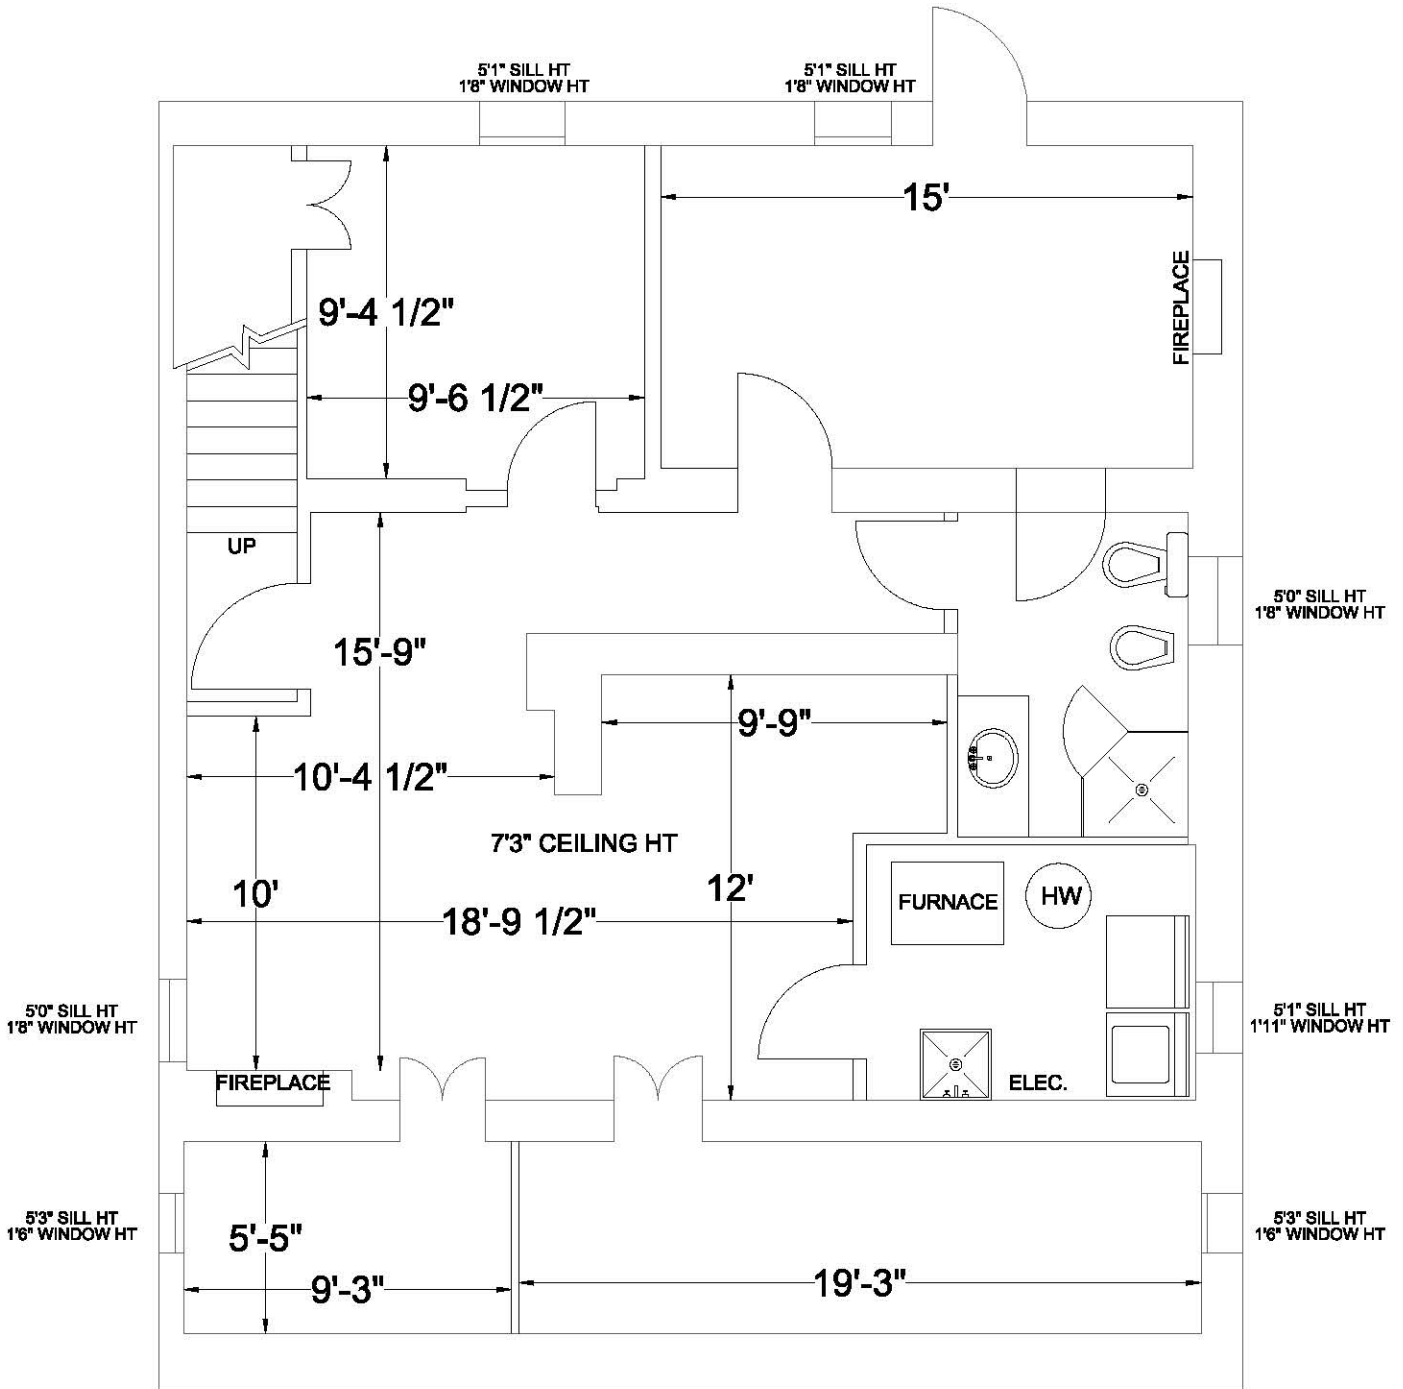 5'1" SILL HT
1'8" WINDOW HT
5'1" SILL HT
1'8" WINDOW HT
15'
FIREPLACE
9'-4 1/2"
9'-6 1/2"
UP
5'0" SILL HT
1'8" WINDOW HT
15'-9"
9'-9"
10'-4 1/2"
7'3" CEILING HT
10'
12'
FURNACE
HW
18'-9 1/2"
5'0" SILL HT
1'8" WINDOW HT
5'1" SILL HT
1'11" WINDOW HT
FIREPLACE
ELEC.
5'3" SILL HT
1'6" WINDOW HT
5'-5"
5'3" SILL HT
1'6" WINDOW HT
9'-3"
19'-3"